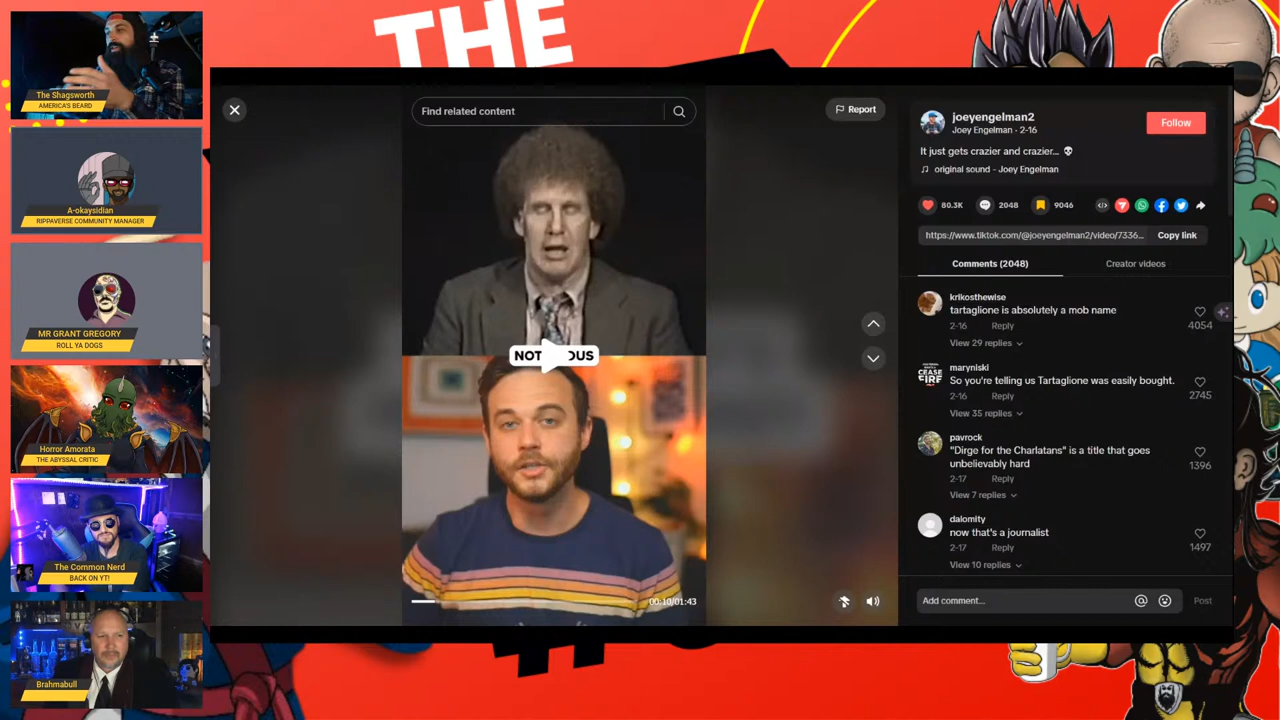 THE
The Shagsworth
AMERICA'S BEARD
A-okaysidian
RIPPAVERSE COMMUNITY MANAGER
MR GRANT GREGORY
ROLL YA DOGS
Horror Amorata
THE ABYSSAL CRITIC
The Common Nerd
BACK ON YT!
Brahmabull
Find related content
Report
NOT
OUS
00:10/01:43
joeyengelman2
Joey Engelman · 2-16
Follow
It just gets crazier and crazier... 💀
original sound - Joey Engelman
80.3K
2048
9046
https://www.tiktok.com/@joeyengelman2/video/7336...
Copy link
Comments (2048)
Creator videos
krikosthewise
tartaglione is absolutely a mob name
2-16 Reply
4054
View 29 replies
maryniski
So you're telling us Tartaglione was easily bought.
2-16 Reply
2745
View 35 replies
CEASE
FIRE
pavrock
"Dirge for the Charlatans" is a title that goes
unbelievably hard
2-17 Reply
1396
View 7 replies
dalomity
now that's a journalist
2-17 Reply
1497
View 10 replies
Add comment...
Post